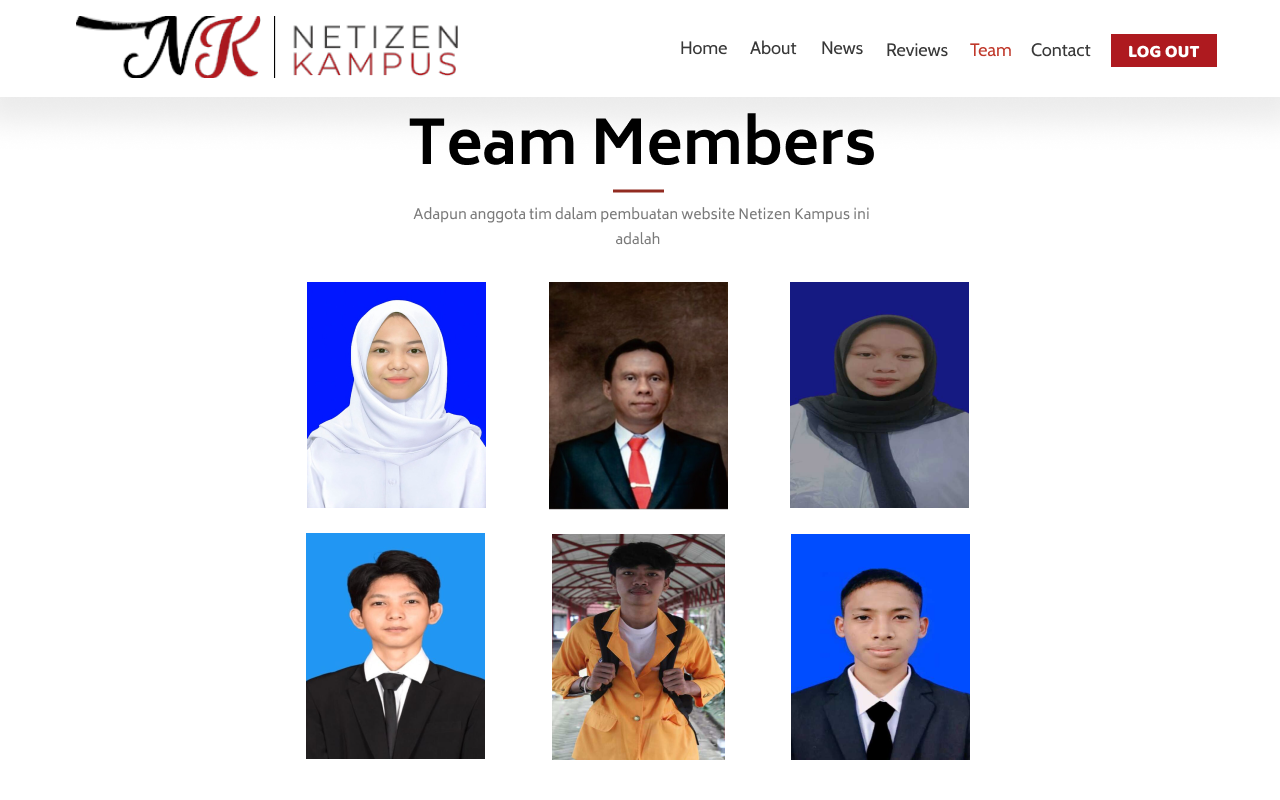 NK NETIZEN
KAMPUS
Home About News Reviews Team Contact LOG OUT
Team Members
Adapun anggota tim dalam pembuatan website Netizen Kampus ini
adalah